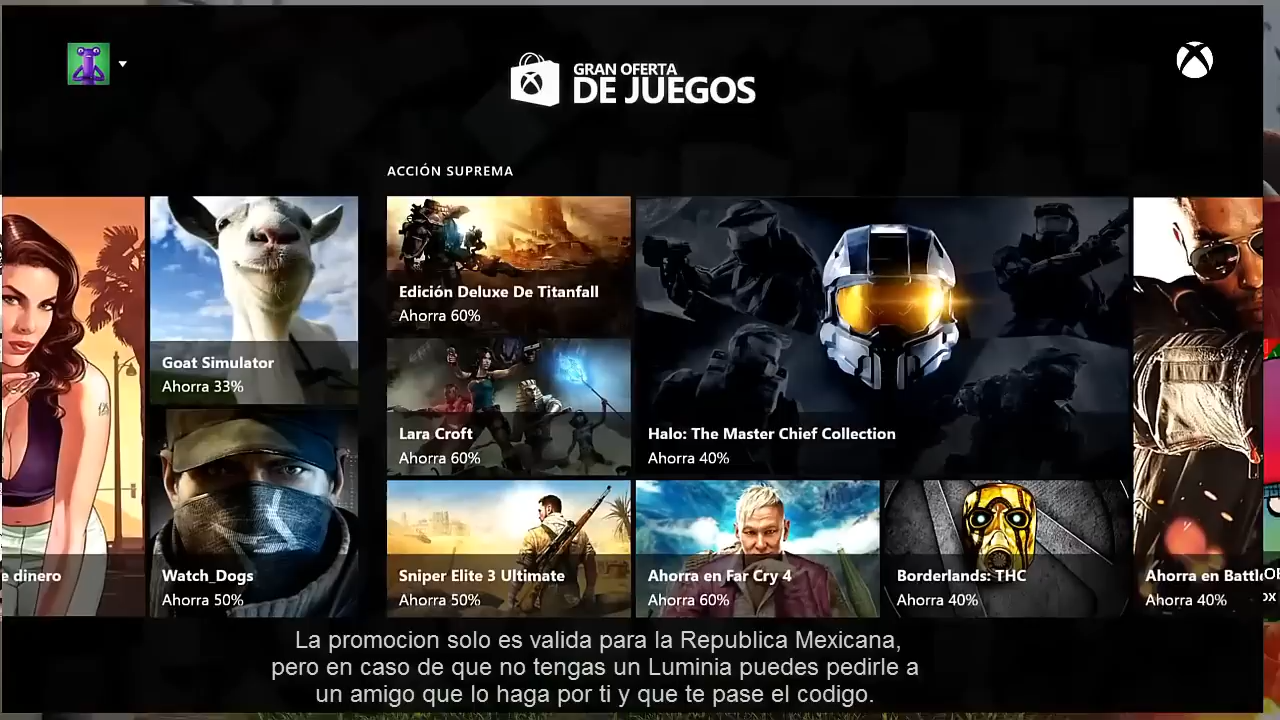 GRAN OFERTA
DE JUEGOS
ACCIÓN SUPREMA
e dinero
Goat Simulator
Ahorra 33%
Watch_Dogs
Ahorra 50%
Edición Deluxe De Titanfall
Ahorra 60%
Lara Croft
Ahorra 60%
Sniper Elite 3 Ultimate
Ahorra 50%
Halo: The Master Chief Collection
Ahorra 40%
Ahorra en Far Cry 4
Ahorra 60%
Borderlands: THC
Ahorra 40%
Ahorra en Battl
Ahorra 40%
La promocion solo es valida para la Republica Mexicana,
pero en caso de que no tengas un Luminia puedes pedirle a
un amigo que lo haga por ti y que te pase el codigo.